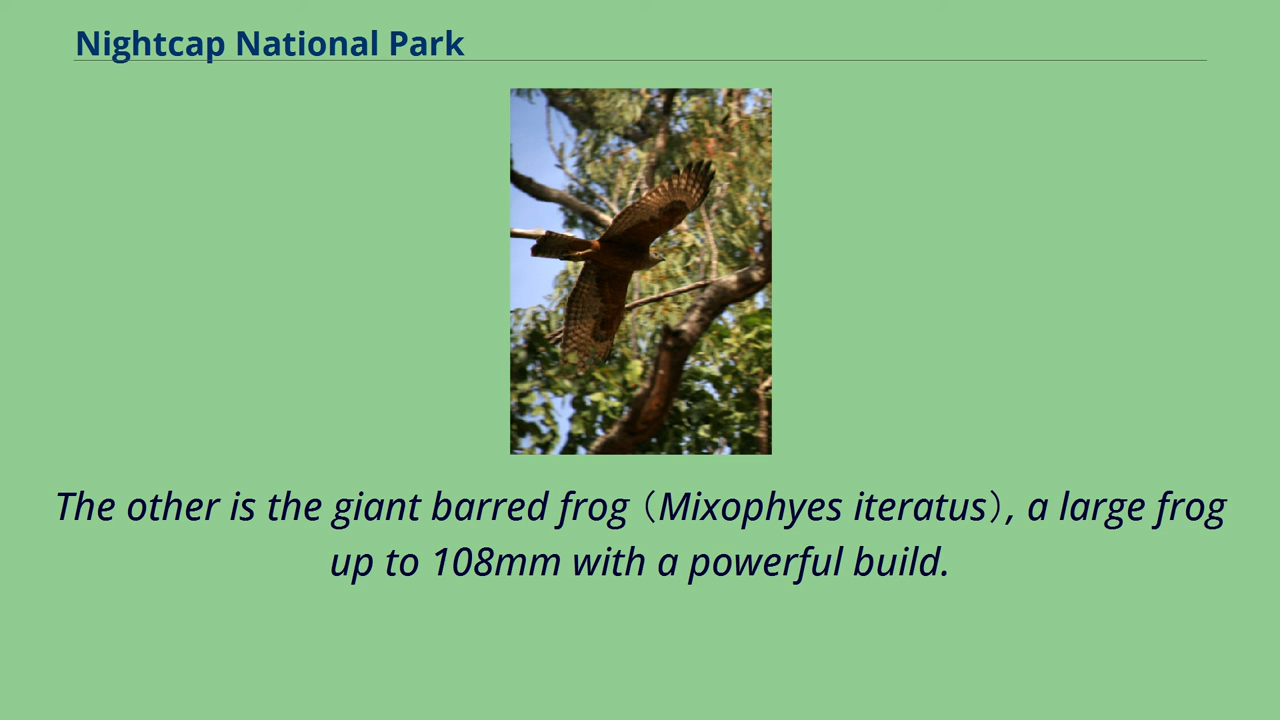 Nightcap National Park
The other is the giant barred frog（Mixophyes iteratus）, a large frog
up to 108mm with a powerful build.